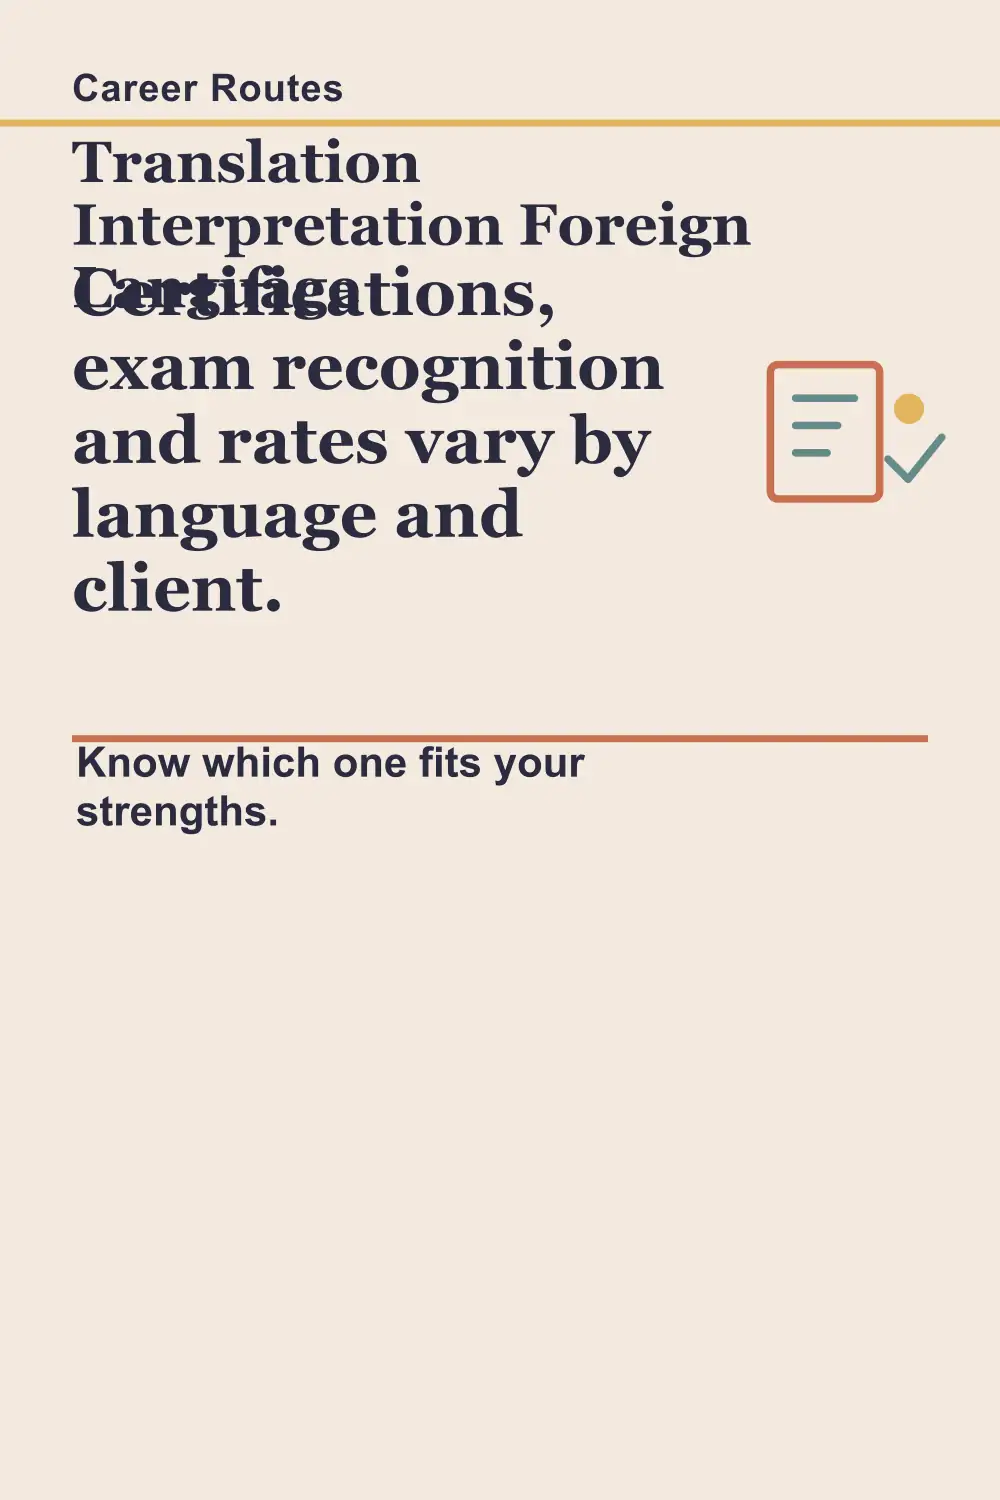 Career Routes
Translation
Interpretation Foreign
Language
Certifications,
exam recognition
and rates vary by
language and
client.
Know which one fits your
strengths.